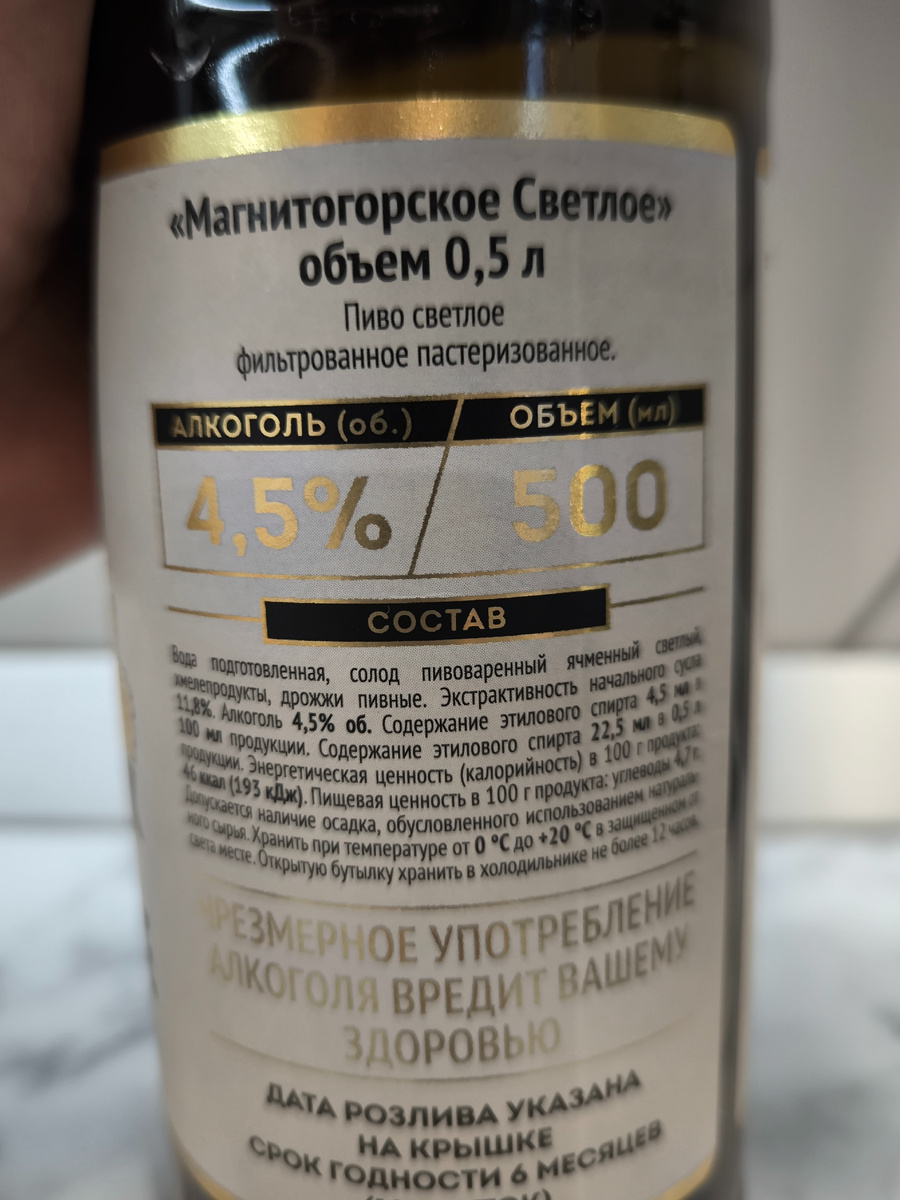 «Магнитогорское Светлое»
объем 0,5 л
Пиво светлое
фильтрованное пастеризованное.
АЛКОГОЛЬ (об.) ОБЪЕМ (мл)
4,5% 500
СОСТАВ
Вода подготовленная, солод пивоваренный ячменный светлый,
хмелепродукты, дрожжи пивные. Экстрактивность начального сусла
11,8%. Алкоголь 4,5% об. Содержание этилового спирта 4,5 мл в
100 мл продукции. Содержание этилового спирта 22,5 мл в 0,5 л
продукции. Энергетическая ценность (калорийность) в 100 г продукта:
46 ккал (193 кДж). Пищевая ценность в 100 г продукта: углеводы 4,7 г.
Допускается наличие осадка, обусловленного использованием натураль-
ного сырья. Хранить при температуре от 0 °С до +20 °С в защищенном от
света месте. Открытую бутылку хранить в холодильнике не более 12 часов.
ЧРЕЗМЕРНОЕ УПОТРЕБЛЕНИЕ
АЛКОГОЛЯ ВРЕДИТ ВАШЕМУ
ЗДОРОВЬЮ
ДАТА РОЗЛИВА УКАЗАНА
НА КРЫШКЕ
СРОК ГОДНОСТИ 6 МЕСЯЦЕВ